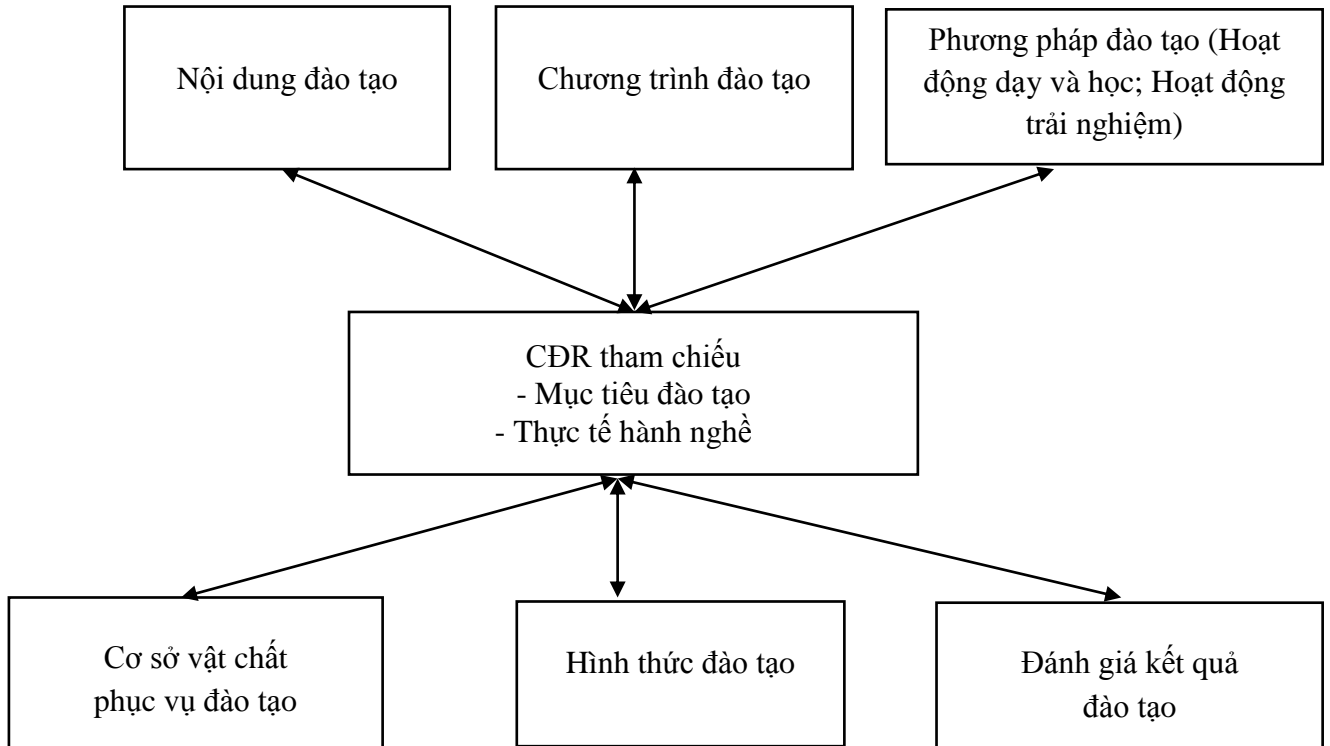 Nội dung đào tạo
Chương trình đào tạo
Phương pháp đào tạo (Hoạt
động dạy và học; Hoạt động
trải nghiệm)
CĐR tham chiếu
- Mục tiêu đào tạo
- Thực tế hành nghề
Cơ sở vật chất
phục vụ đào tạo
Hình thức đào tạo
Đánh giá kết quả
đào tạo